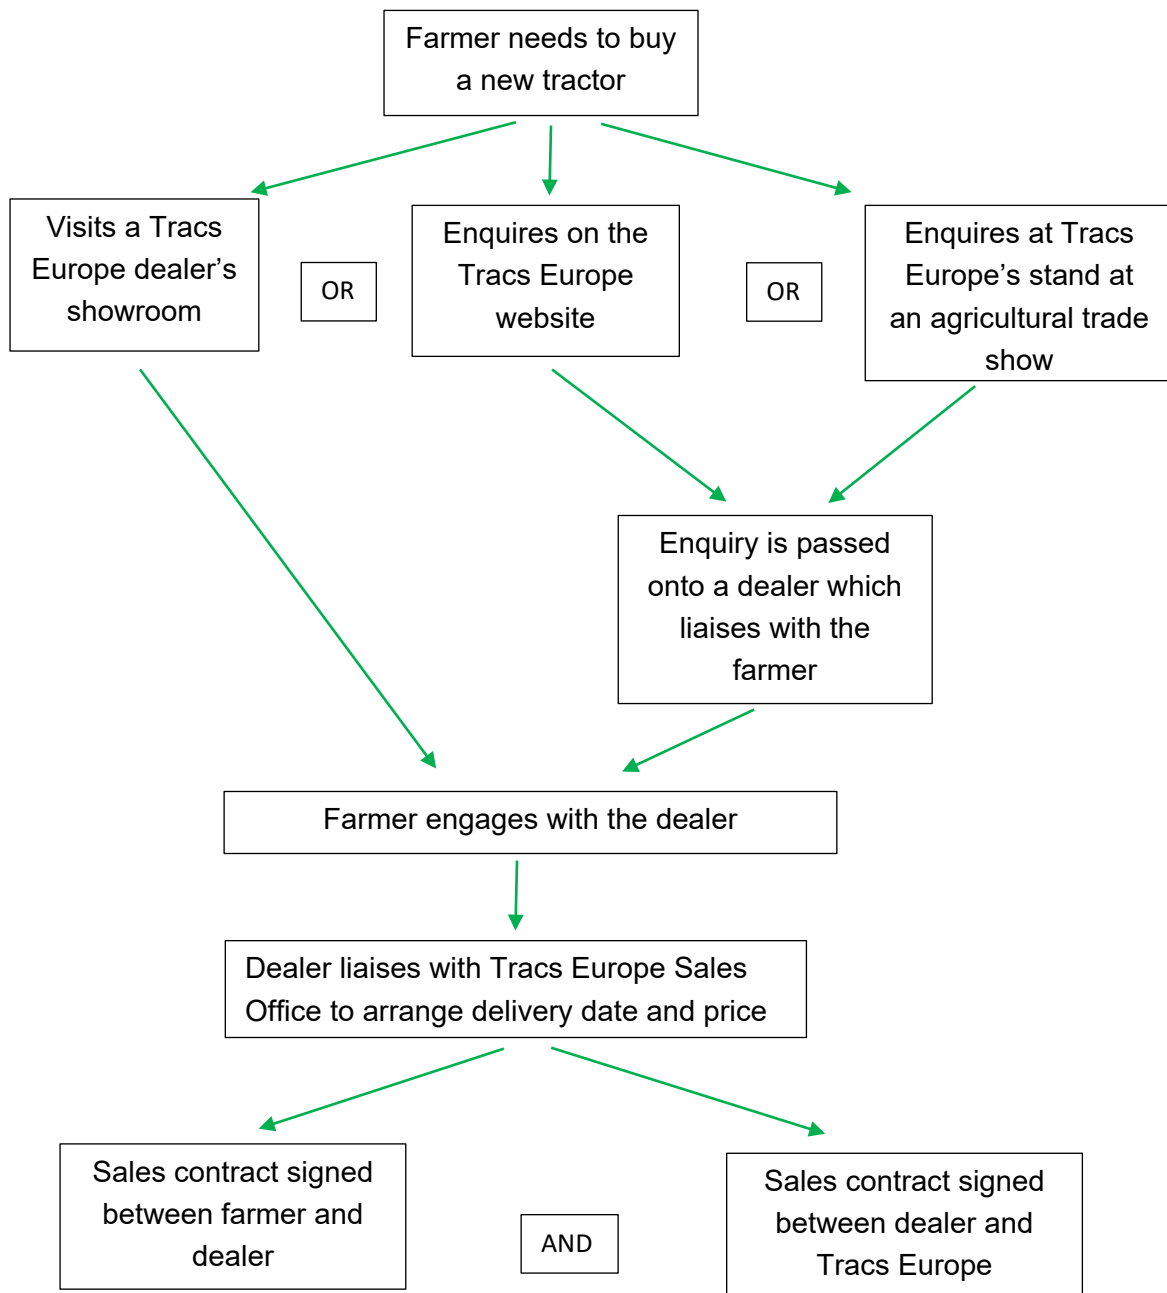 Farmer needs to buy
a new tractor
Visits a Tracs
Europe dealer’s
showroom
OR
Enquires on the
Tracs Europe
website
OR
Enquires at Tracs
Europe’s stand at
an agricultural trade
show
Enquiry is passed
onto a dealer which
liaises with the
farmer
Farmer engages with the dealer
Dealer liaises with Tracs Europe Sales
Office to arrange delivery date and price
Sales contract signed
between farmer and
dealer
AND
Sales contract signed
between dealer and
Tracs Europe